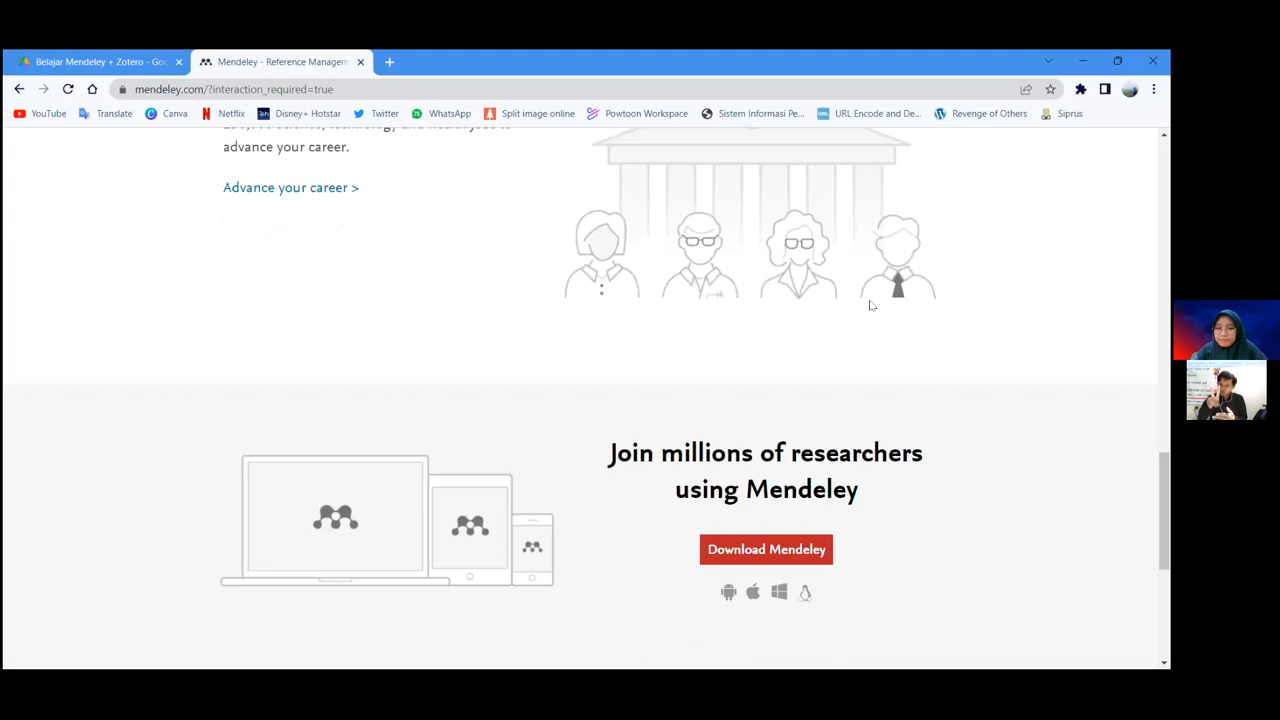 Belajar Mendeley + Zotero - Goo
Mendeley - Reference Managem
mendeley.com/?interaction_required=true
YouTube
Translate
Canva
Netflix
Disney+ Hotstar
Twitter
WhatsApp
Split image online
Powtoon Workspace
Sistem Informasi Pe...
URL Encode and De...
Revenge of Others
Siprus
advance your career.
Advance your career >
Join millions of researchers
using Mendeley
Download Mendeley